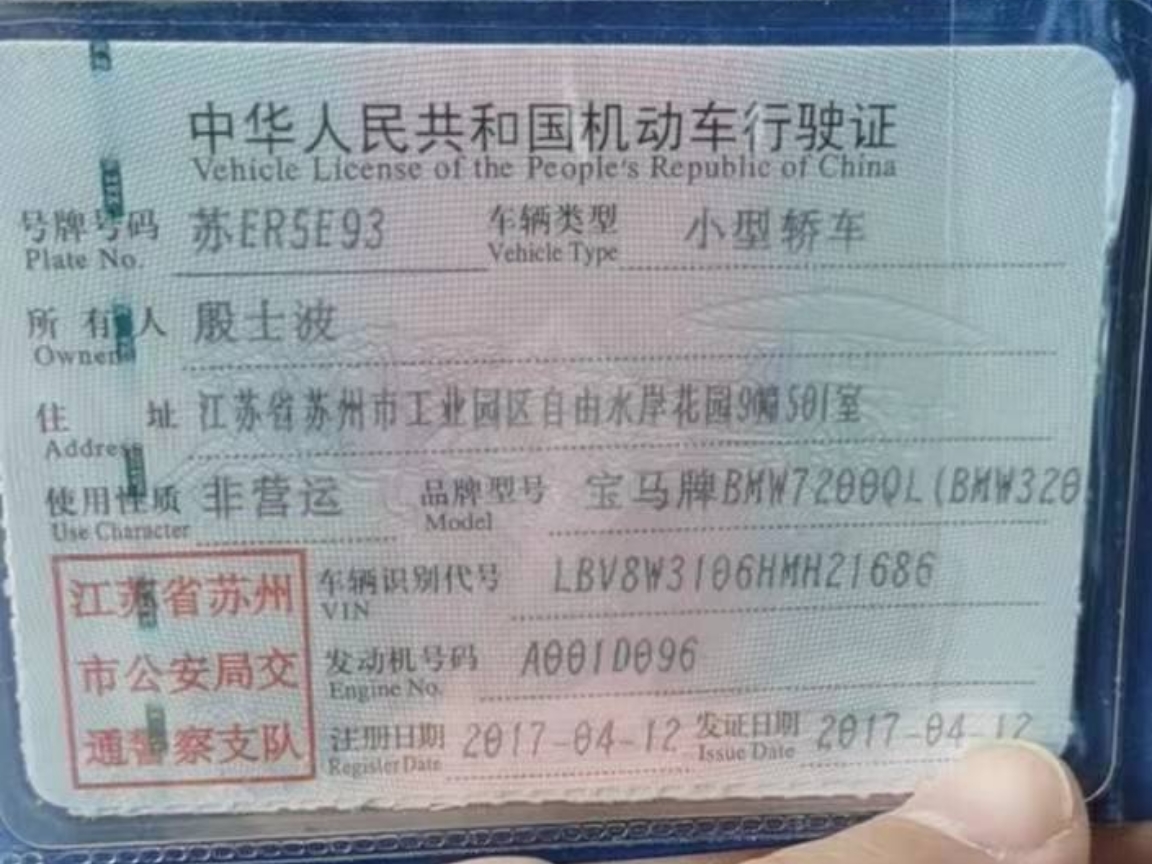 中华人民共和国机动车行驶证
Vehicle License of the People's Republic of China
号牌号码 苏ER5E93 车辆类型 小型轿车
Plate No. Vehicle Type
所有人 殷士波
Owner
住址 江苏省苏州市工业园区自由水岸花园9幢501室
Address
使用性质 非营运 品牌型号 宝马牌BMW7200QL(BMW320
Use Character Model
江苏省苏州 车辆识别代号 LBV8W3106HMH21686
VIN
市公安局交 发动机号码 A001D096
Engine No.
通警察支队 注册日期 2017-04-12 发证日期 2017-04-12
Register Date Issue Date